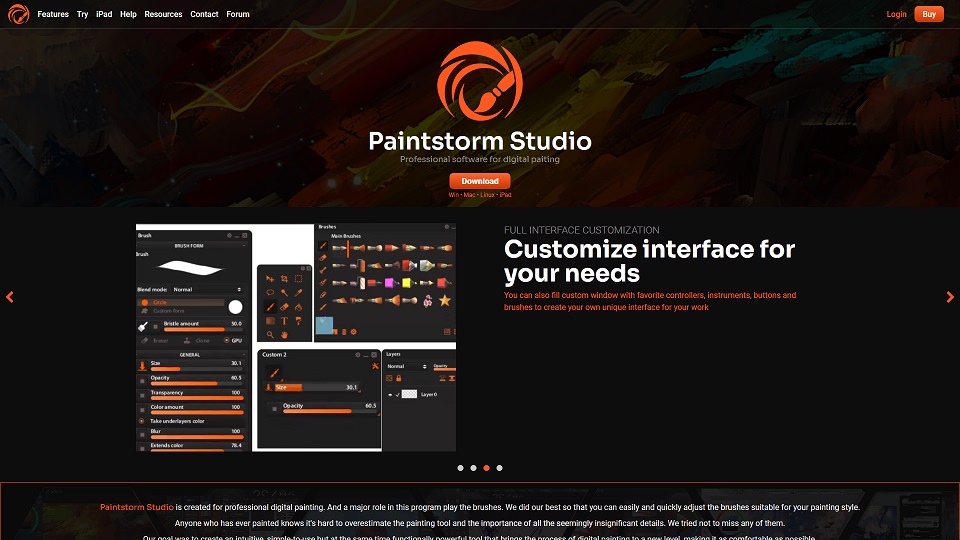 Features Try iPad Help Resources Contact Forum
Login Buy
Paintstorm Studio
Professional software for digital paiting
Download
Win • Mac • Linux • iPad
Brush
BRUSH FORM
Brush
Blend mode: Normal
Circle
Custom form
Bristle amount 50.0
Eraser Clone GPU
GENERAL
Size 30.1
Opacity 60.5
Transparency 100
Color amount 100
Take underlayers color
Blur 100
Extends color 78.4
Brushes
Main Brushes
Custom 2
Size 30.1
Opacity 60.5
Layers
Normal Opacity
Layer0
FULL INTERFACE CUSTOMIZATION
Customize interface for
your needs
You can also fill custom window with favorite controllers, instruments, buttons and
brushes to create your own unique interface for your work
Paintstorm Studio is created for professional digital painting. And a major role in this program play the brushes. We did our best so that you can easily and quickly adjust the brushes suitable for your painting style.
Anyone who has ever painted knows it's hard to overestimate the painting tool and the importance of all the seemingly insignificant details. We tried not to miss any of them.
Our goal was to create an intuitive, simple-to-use but at the same time functionally powerful tool that brings the process of digital painting to a new level, making it as comfortable as possible.